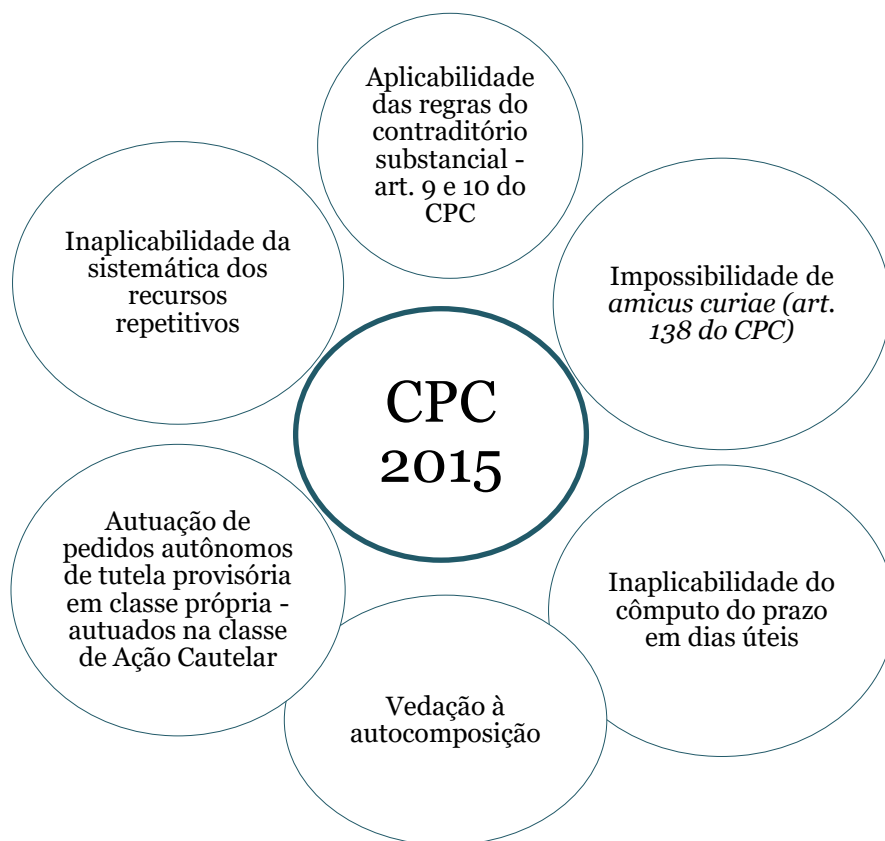 Aplicabilidade
das regras do
contraditório
substancial -
art. 9 e 10 do
CPC
Impossibilidade de
amicus curiae (art.
138 do CPC)
Inaplicabilidade do
cômputo do prazo
em dias úteis
Vedação à
autocomposição
Autuação de
pedidos autônomos
de tutela provisória
em classe própria -
autuados na classe
de Ação Cautelar
Inaplicabilidade da
sistemática dos
recursos
repetitivos
CPC
2015